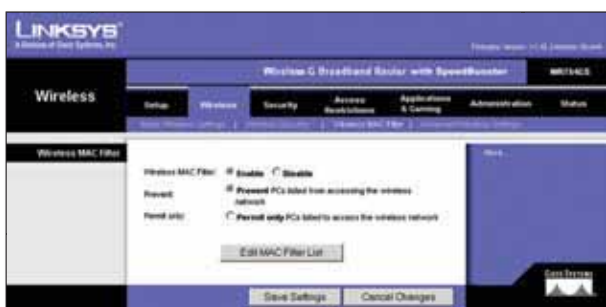 LINKSYS
A Division of Cisco Systems, Inc.
Wireless-G Broadband Router with SpeedBooster
Wireless
Setup
Wireless
Security
Access Restrictions
Applications & Gaming
Administration
Status
Wireless MAC Filter
Wireless MAC Filter
Wireless MAC Filter: Enable Disable
Prevent: Prevent PCs listed from accessing the wireless
network
Permit only: Permit only PCs listed to access the wireless network
Edit MAC Filter List
More...
Save Settings
Cancel Changes
Cisco Systems